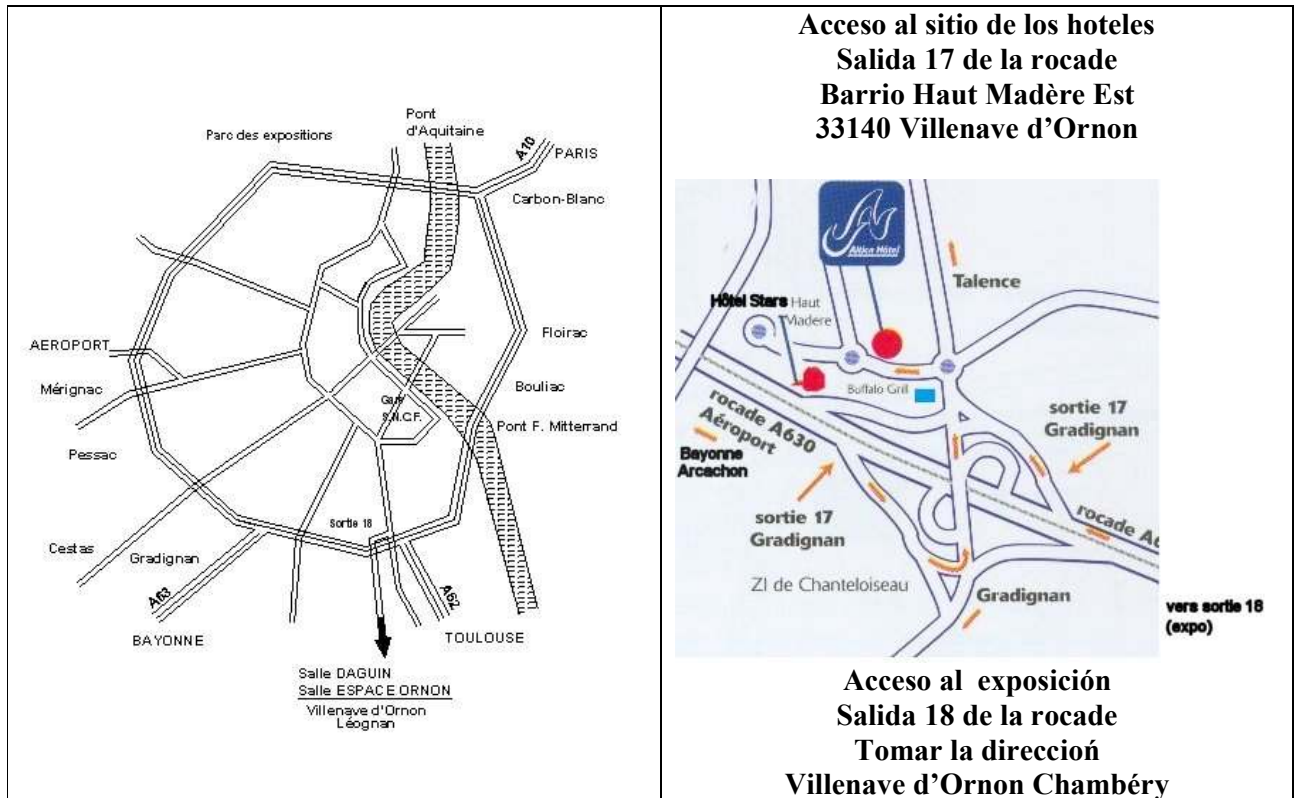 Pont
d'Aquitaine
Parc des expositions
A10
PARIS
Carbon-Blanc
AEROPORT
Floirac
Mérignac
Bouliac
Gare
S.N.C.F.
Pont F. Mitterrand
Pessac
Sortie 18
Cestas
Gradignan
A63
A62
BAYONNE
TOULOUSE
Salle DAGUIN
Salle ESPACE ORNON
Villenave d'Ornon
Léognan
Acceso al sitio de los hoteles
Salida 17 de la rocade
Barrio Haut Madère Est
33140 Villenave d’Ornon
Altica Hôtel
Talence
Hôtel Stars
Haut
Madere
Buffalo Grill
rocade A630
Aéroport
sortie 17
Gradignan
Bayonne
Arcachon
sortie 17
Gradignan
rocade A6
ZI de Chanteloiseau
Gradignan
vers sortie 18
(expo)
Acceso al  exposición
Salida 18 de la rocade
Tomar la direccioń
Villenave d’Ornon Chambéry